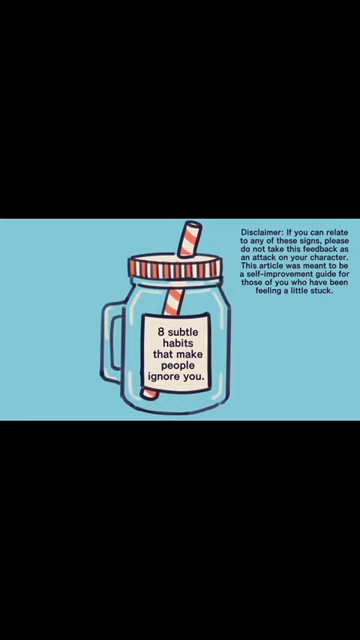 Disclaimer: If you can relate
to any of these signs, please
do not take this feedback as
an attack on your character.
This article was meant to be
a self-improvement guide for
those of you who have been
feeling a little stuck.
8 subtle
habits
that make
people
ignore you.